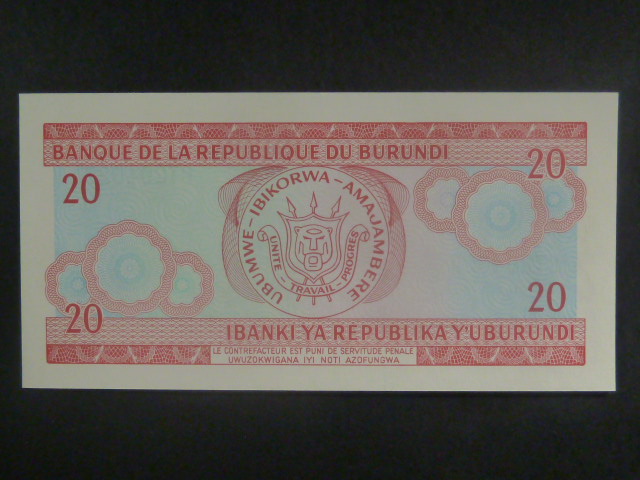 BANQUE DE LA REPUBLIQUE DU BURUNDI
20
20
UBUMWE - IBIKORWA - AMAJAMBERE
UNITE - TRAVAIL - PROGRES
20
20
IBANKI YA REPUBLIKA Y'UBURUNDI
LE CONTREFACTEUR EST PUNI DE SERVITUDE PENALE
UWUZOKWIGANA IYI NOTI AZOFUNGWA